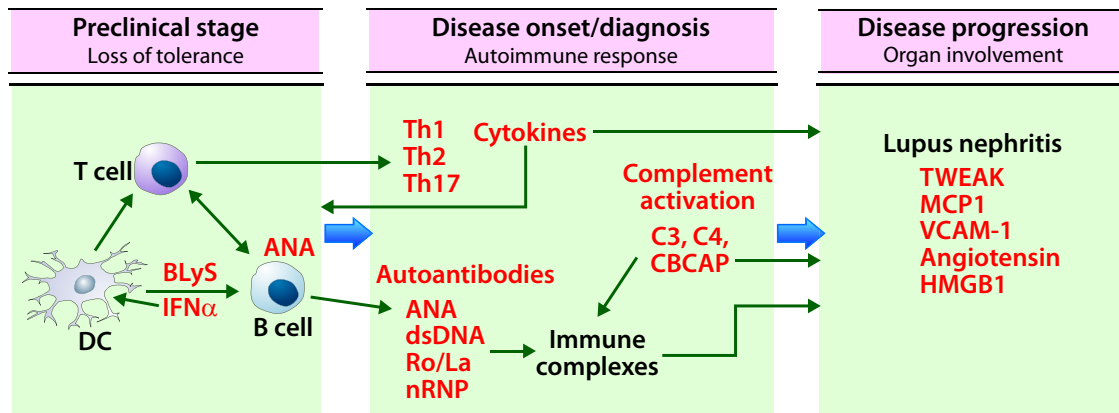 Preclinical stage
Loss of tolerance
Disease onset/diagnosis
Autoimmune response
Disease progression
Organ involvement
T cell
ANA
BLyS
IFNα
DC
B cell
Th1
Th2
Th17
Cytokines
Complement
activation
C3, C4,
CBCAP
Autoantibodies
ANA
dsDNA
Ro/La
nRNP
Immune
complexes
Lupus nephritis
TWEAK
MCP1
VCAM-1
Angiotensin
HMGB1